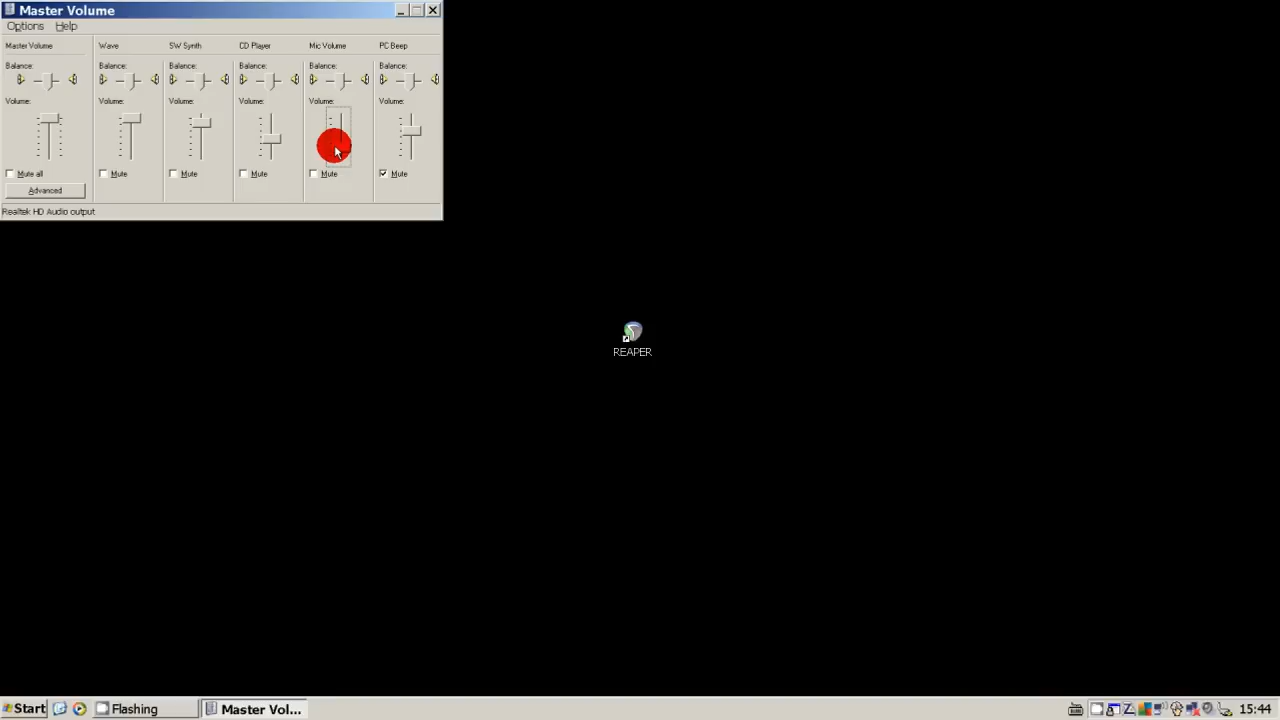 Master Volume
Options Help
Master Volume Wave SW Synth CD Player Mic Volume PC Beep
Balance: Balance: Balance: Balance: Balance: Balance:
Volume: Volume: Volume: Volume: Volume: Volume:
Mute all Mute Mute Mute Mute Mute
Advanced
Realtek HD Audio output
REAPER
Start Flashing Master Vol... 15:44